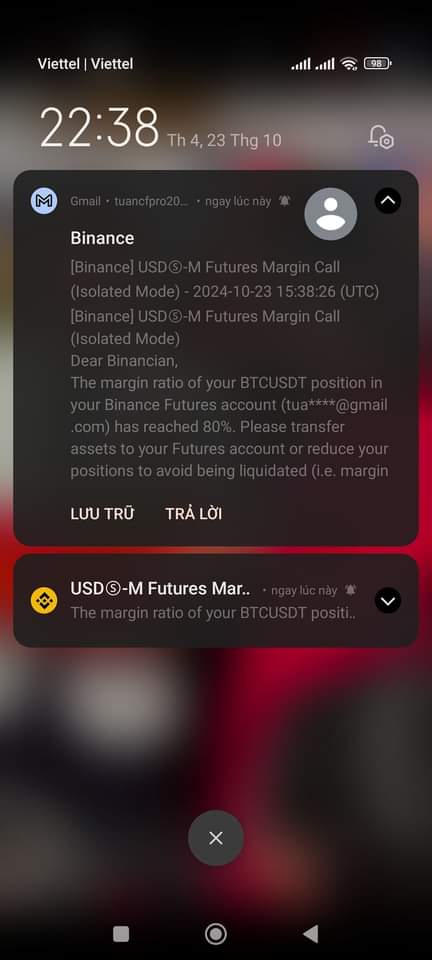 Viettel | Viettel
98
22:38 Th 4, 23 Thg 10
Gmail • tuancfpro20... • ngay lúc này
Binance
[Binance] USDⓈ-M Futures Margin Call
(Isolated Mode) - 2024-10-23 15:38:26 (UTC)
[Binance] USDⓈ-M Futures Margin Call
(Isolated Mode)
Dear Binancian,
The margin ratio of your BTCUSDT position in
your Binance Futures account (tua****@gmail
.com) has reached 80%. Please transfer
assets to your Futures account or reduce your
positions to avoid being liquidated (i.e. margin
LƯU TRỮ TRẢ LỜI
USDⓈ-M Futures Mar.. • ngay lúc này
The margin ratio of your BTCUSDT positi..